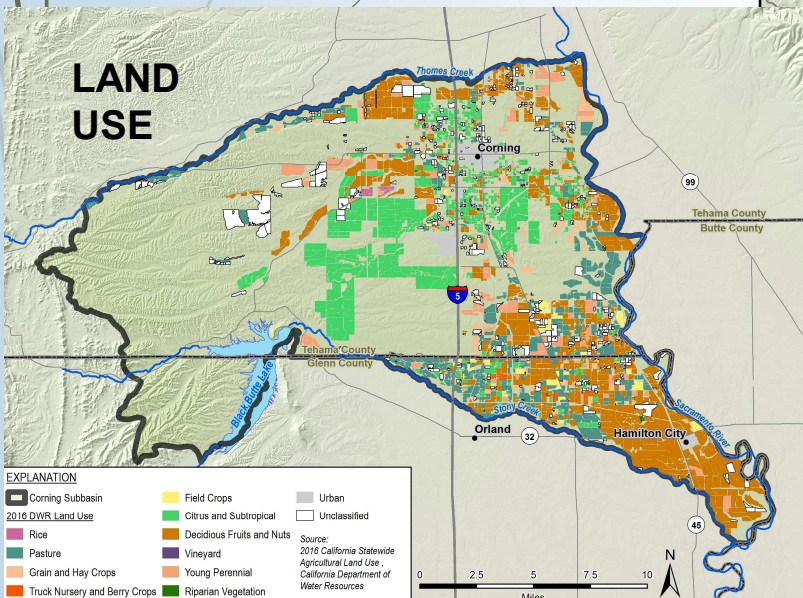 LAND
USE
Thomes Creek
Corning
99
Tehama County
Butte County
5
Tehama County
Glenn County
Black Butte Lake
Stony Creek
Sacramento River
Orland
32
Hamilton City
45
EXPLANATION
Corning Subbasin
2016 DWR Land Use
Rice
Pasture
Grain and Hay Crops
Truck Nursery and Berry Crops
Field Crops
Citrus and Subtropical
Decidious Fruits and Nuts
Vineyard
Young Perennial
Riparian Vegetation
Urban
Unclassified
Source:
2016 California Statewide
Agricultural Land Use ,
California Department of
Water Resources
N
0 2.5 5 7.5 10
Miles